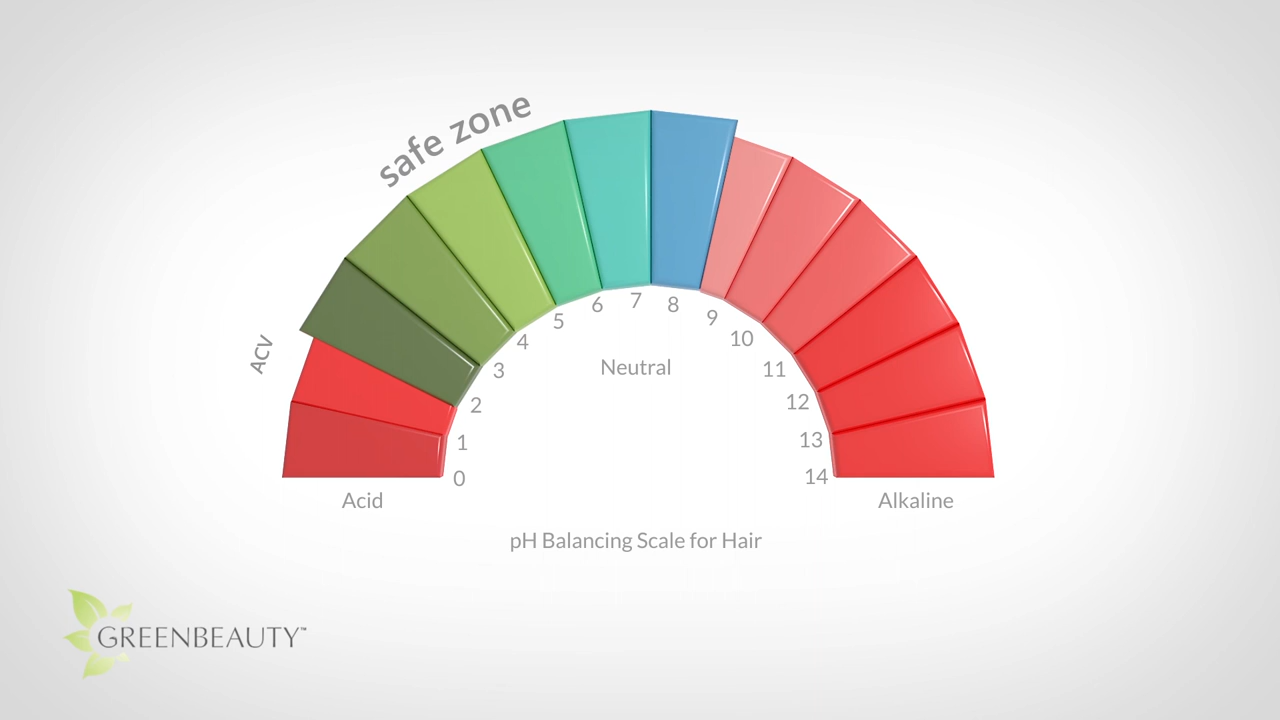 safe zone
ACV
0
1
2
3
4
5
6
7
8
9
10
11
12
13
14
Neutral
Acid
Alkaline
pH Balancing Scale for Hair
GREENBEAUTY™